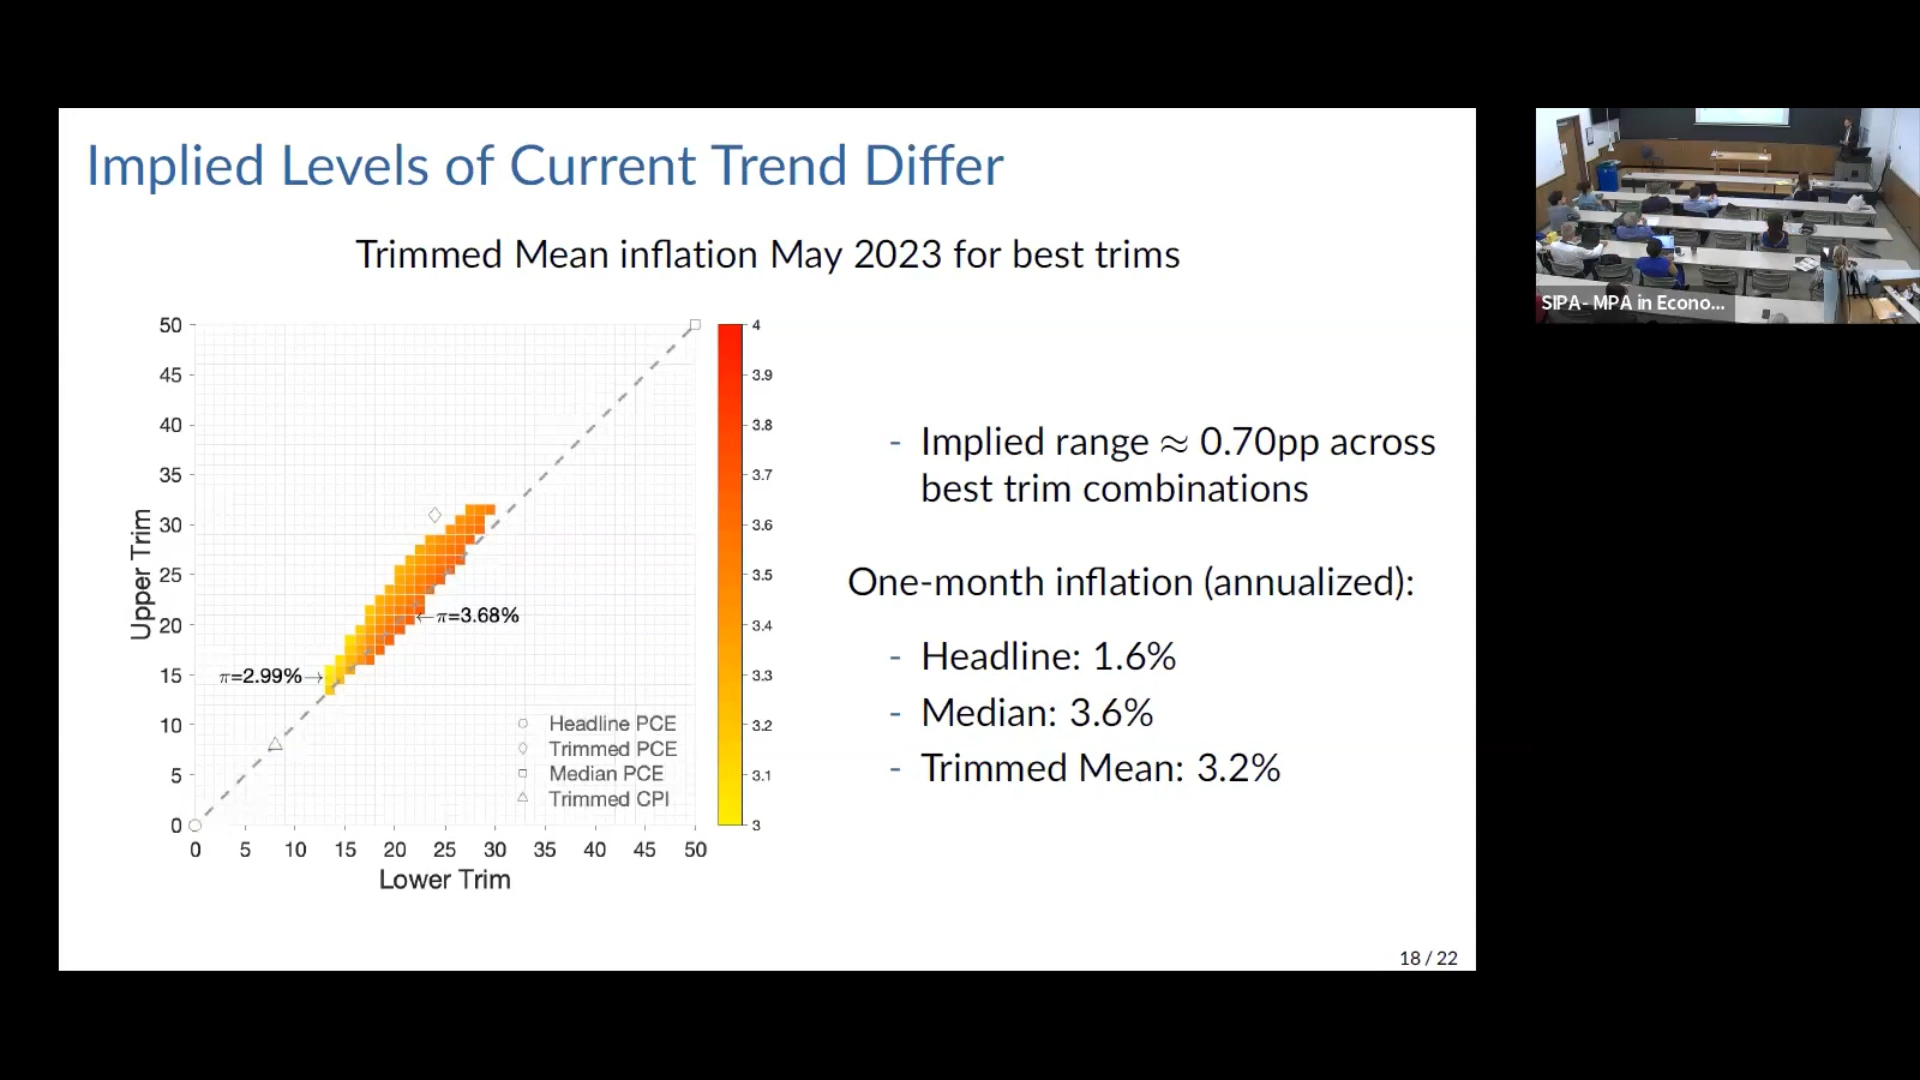 Implied Levels of Current Trend Differ
Trimmed Mean inflation May 2023 for best trims
50
45
40
35
30
25
20
15
10
5
0
Upper Trim
0 5 10 15 20 25 30 35 40 45 50
Lower Trim
π=2.99%→
←π=3.68%
Headline PCE
Trimmed PCE
Median PCE
Trimmed CPI
4
3.9
3.8
3.7
3.6
3.5
3.4
3.3
3.2
3.1
3
- Implied range ≈ 0.70pp across
best trim combinations
One-month inflation (annualized):
- Headline: 1.6%
- Median: 3.6%
- Trimmed Mean: 3.2%
18 / 22
SIPA- MPA in Econo...